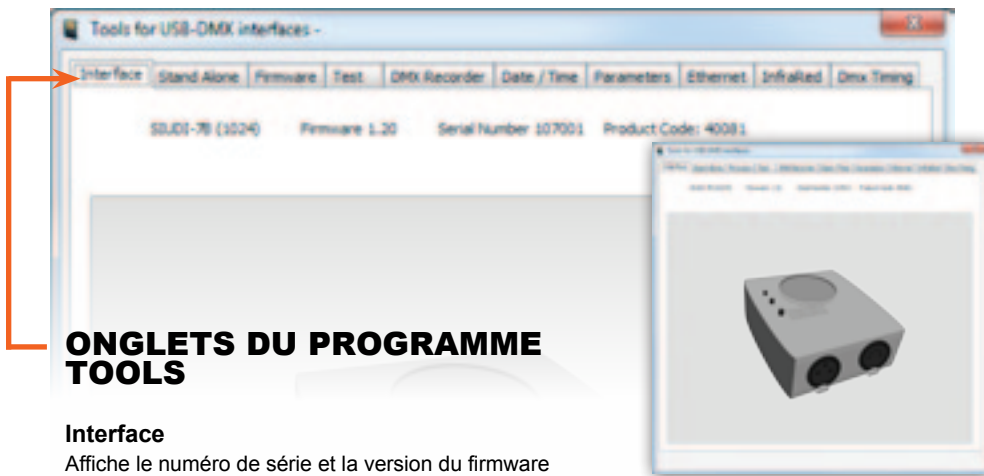 Tools for USB-DMX interfaces -
Interface Stand Alone Firmware Test DMX Recorder Date / Time Parameters Ethernet InfraRed Dmx Timing
SIUDI-7B (1024) Firmware 1.20 Serial Number 107001 Product Code: 40081
ONGLETS DU PROGRAMME
TOOLS
Interface
Affiche le numéro de série et la version du firmware